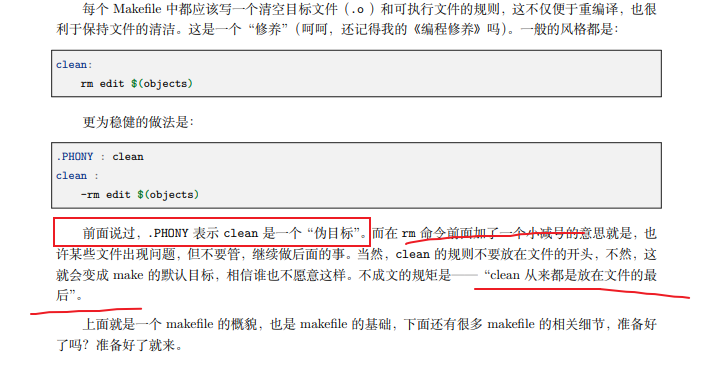 每个 Makefile 中都应该写一个清空目标文件（.o ）和可执行文件的规则，这不仅便于重编译，也很
利于保持文件的清洁。这是一个“修养”（呵呵，还记得我的《编程修养》吗）。一般的风格都是：
clean:
rm edit $(objects)
更为稳健的做法是：
.PHONY : clean
clean :
-rm edit $(objects)
前面说过，.PHONY 表示 clean 是一个“伪目标”。而在 rm 命令前面加了一个小减号的意思就是，也
许某些文件出现问题，但不要管，继续做后面的事。当然，clean 的规则不要放在文件的开头，不然，这
就会变成 make 的默认目标，相信谁也不愿意这样。不成文的规矩是——“clean 从来都是放在文件的最
后”。
上面就是一个 makefile 的概貌，也是 makefile 的基础，下面还有很多 makefile 的相关细节，准备好
了吗？准备好了就来。